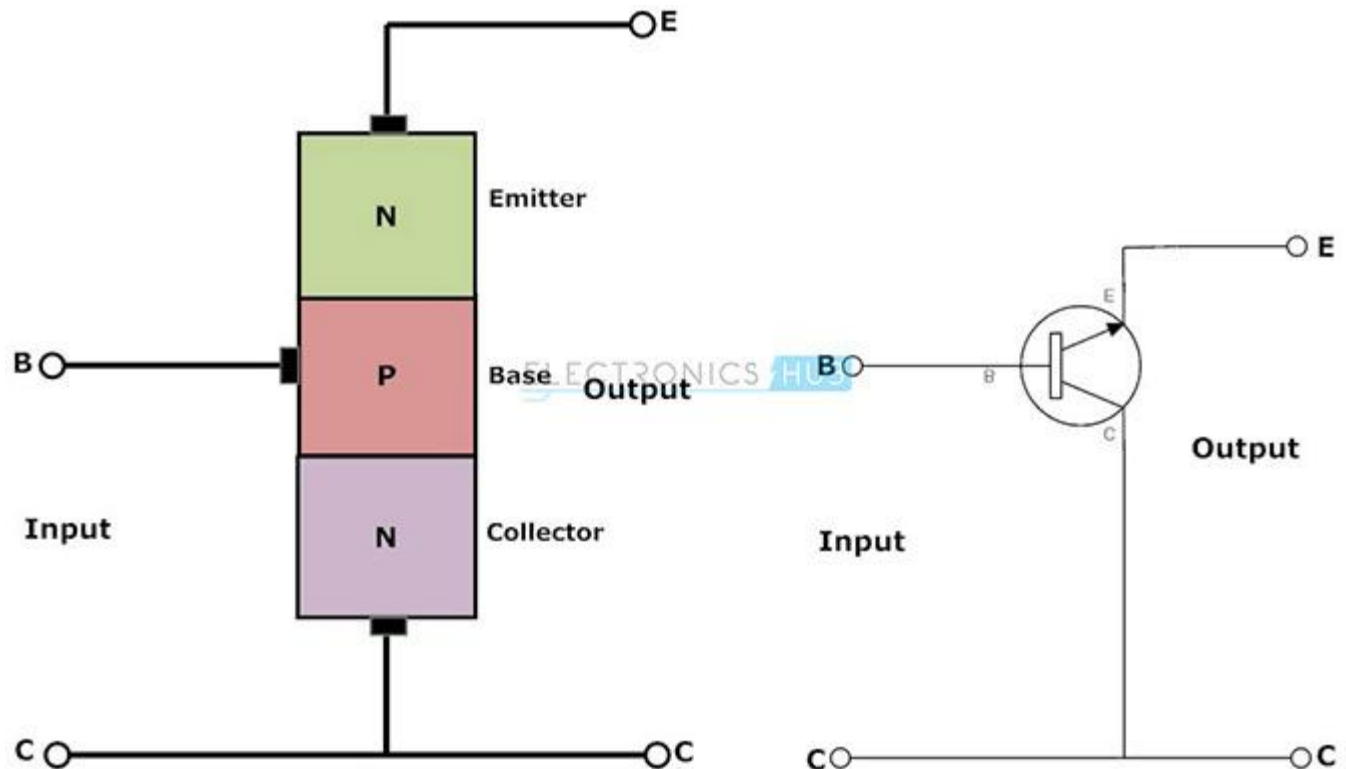 E
N
Emitter
B
P
Base
Output
N
Collector
Input
C
C
ELECTRONICS HUB
E
E
B
B
C
Output
Input
C
C